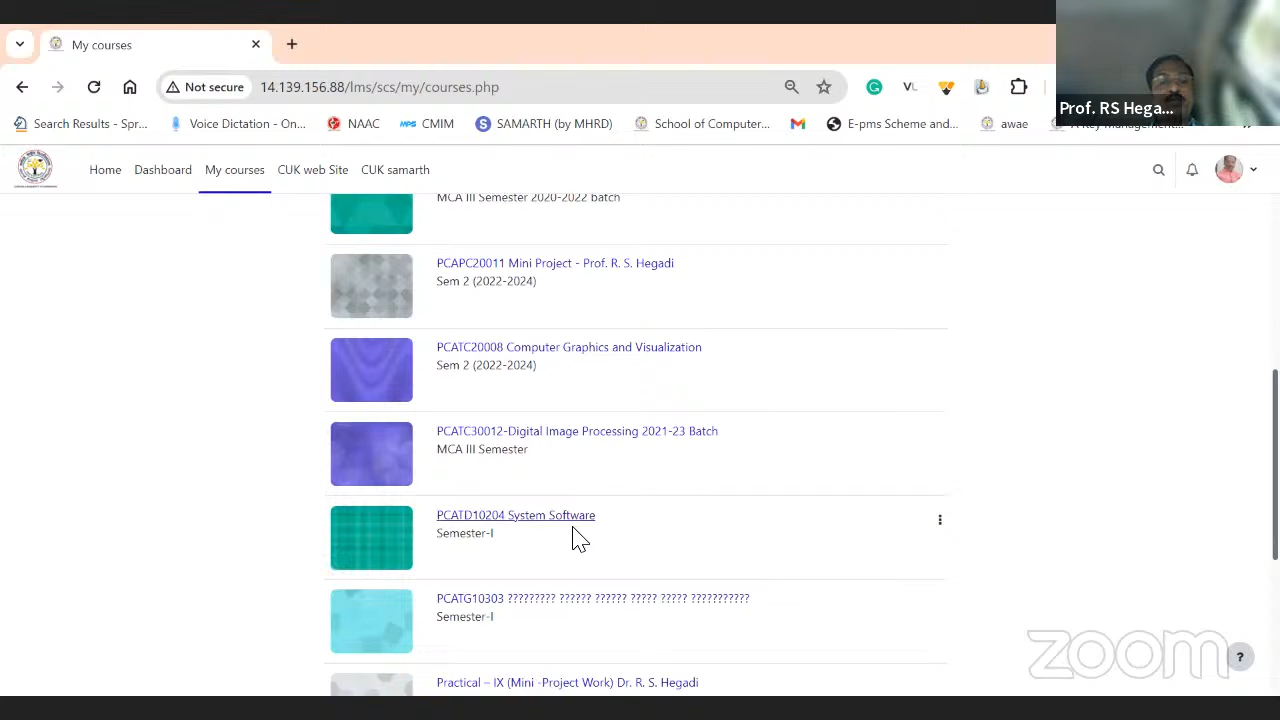 My courses
Not secure
14.139.156.88/lms/scs/my/courses.php
Prof. RS Hega...
Search Results - Spr...
Voice Dictation - On...
NAAC
CMIM
SAMARTH (by MHRD)
School of Computer...
E-pms Scheme and...
awae
A Key Management...
Home
Dashboard
My courses
CUK web Site
CUK samarth
MCA III Semester 2020-2022 batch
PCAPC20011 Mini Project - Prof. R. S. Hegadi
Sem 2 (2022-2024)
PCATC20008 Computer Graphics and Visualization
Sem 2 (2022-2024)
PCATC30012-Digital Image Processing 2021-23 Batch
MCA III Semester
PCATD10204 System Software
Semester-I
PCATG10303 ????????? ?????? ?????? ????? ????? ???????????
Semester-I
Practical – IX (Mini -Project Work) Dr. R. S. Hegadi
zoom
?